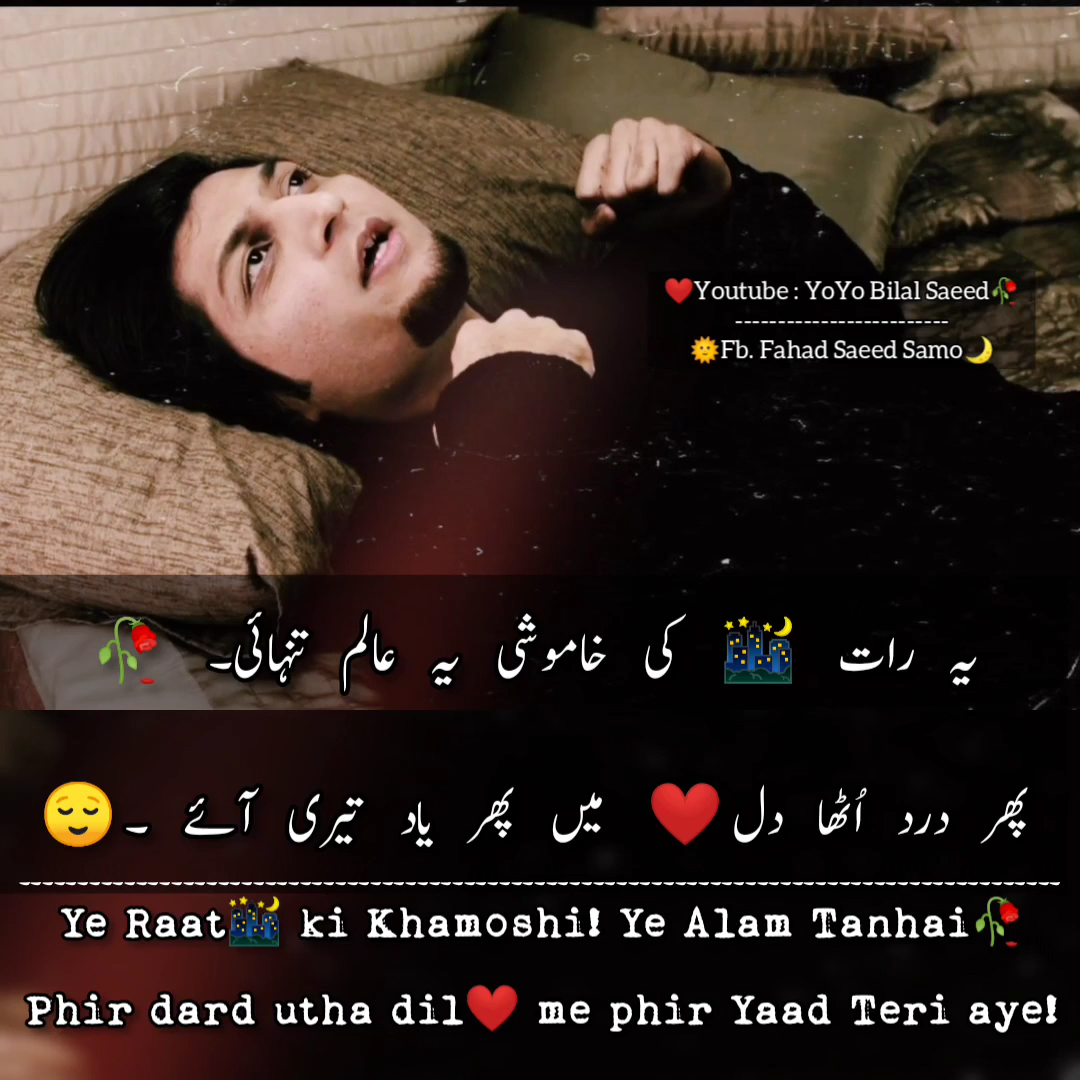 ❤️Youtube : YoYo Bilal Saeed🥀
-------------------------
🌞Fb. Fahad Saeed Samo🌙
یہ رات 🌃 کی خاموشی یہ عالم تنہائی۔ 🥀
پھر درد اُٹھا دل❤️ میں پھر یاد تیری آئے ۔😌
Ye Raat🌃 ki Khamoshi! Ye Alam Tanhai🥀
Phir dard utha dil❤️ me phir Yaad Teri aye!